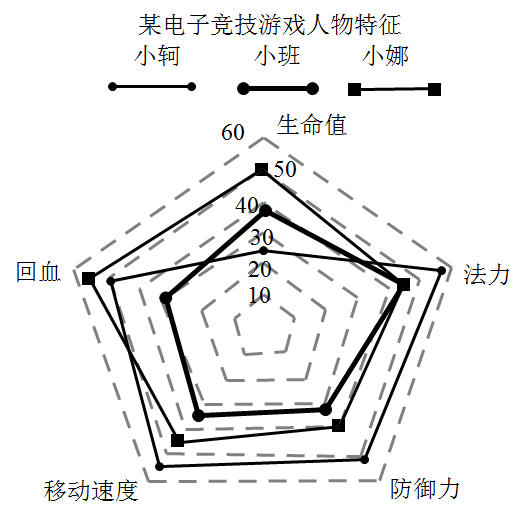 某电子竞技游戏人物特征
小轲 小班 小娜
60 生命值
50
40
30
20
10
回血
法力
移动速度
防御力